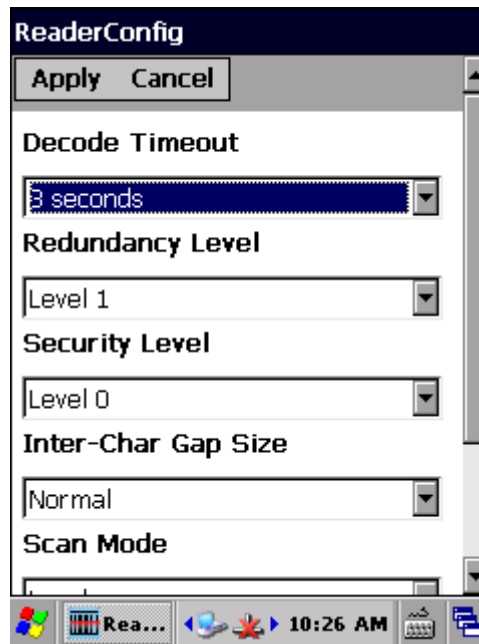 ReaderConfig
Apply Cancel
Decode Timeout
3 seconds
Redundancy Level
Level 1
Security Level
Level 0
Inter-Char Gap Size
Normal
Scan Mode
Rea... 10:26 AM